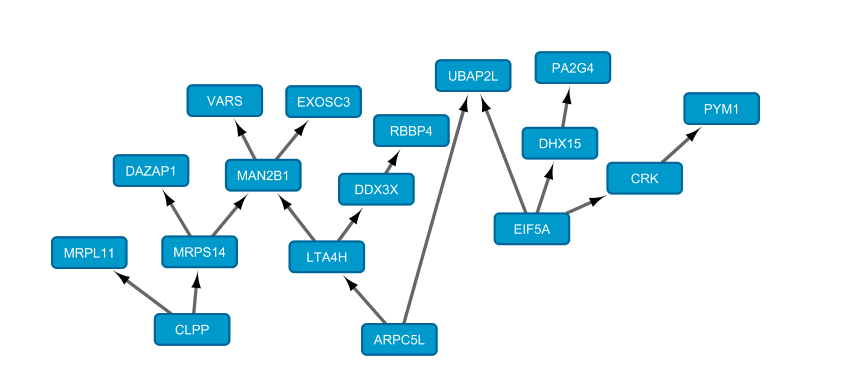 PA2G4
UBAP2L
VARS
EXOSC3
PYM1
RBBP4
DHX15
DAZAP1
MAN2B1
CRK
DDX3X
EIF5A
MRPL11
MRPS14
LTA4H
CLPP
ARPC5L